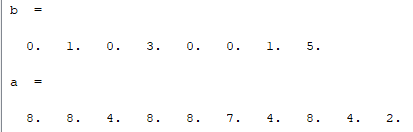 b =
0. 1. 0. 3. 0. 0. 1. 5.
a =
8. 8. 4. 8. 8. 7. 4. 8. 4. 2.